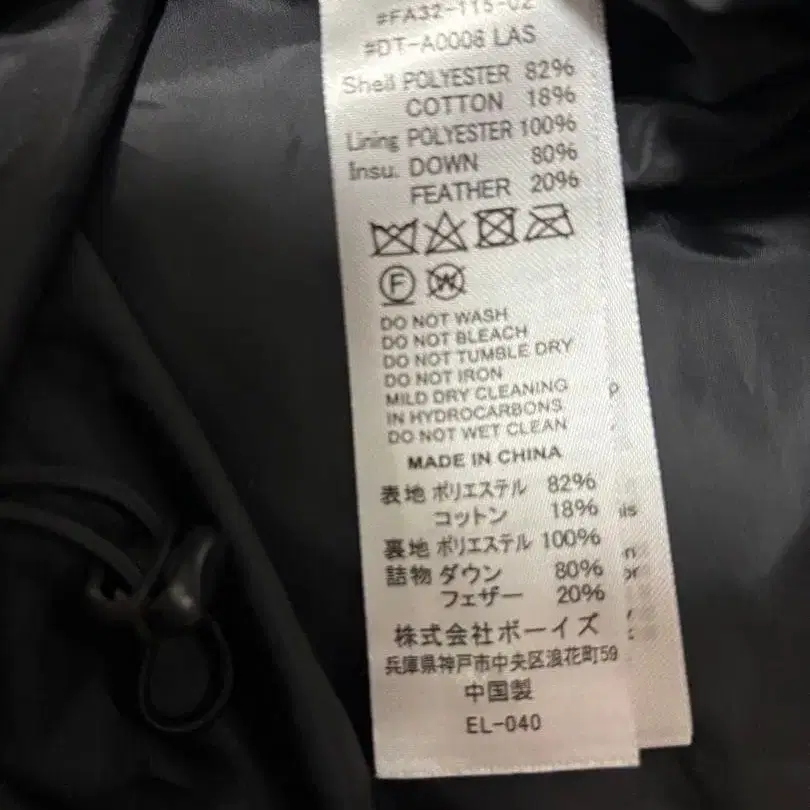 #FA32-115-02
#DT-A0008 LAS
Shell POLYESTER 82%
COTTON 18%
Lining POLYESTER 100%
Insu. DOWN 80%
FEATHER 20%
F W
DO NOT WASH
DO NOT BLEACH
DO NOT TUMBLE DRY
DO NOT IRON
MILD DRY CLEANING
IN HYDROCARBONS
DO NOT WET CLEAN
MADE IN CHINA
表地 ポリエステル 82%
コットン 18%
裏地 ポリエステル 100%
詰物 ダウン 80%
フェザー 20%
株式会社ボーイズ
兵庫県神戸市中央区浪花町59
中国製
EL-040